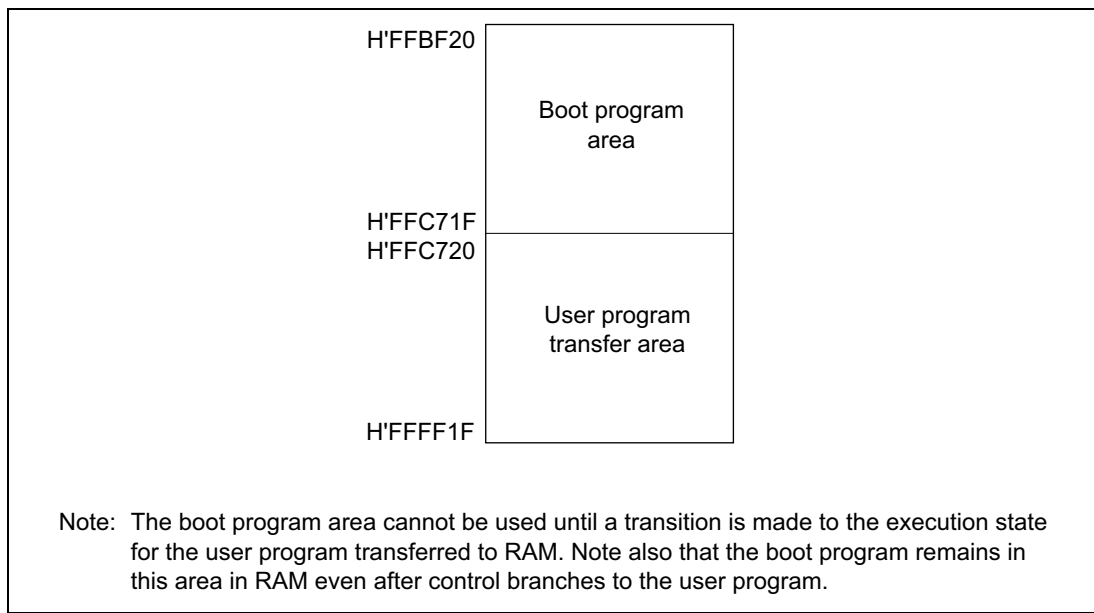 H'FFBF20
Boot program
area
H'FFC71F
H'FFC720
User program
transfer area
H'FFFF1F
Note: The boot program area cannot be used until a transition is made to the execution state
for the user program transferred to RAM. Note also that the boot program remains in
this area in RAM even after control branches to the user program.